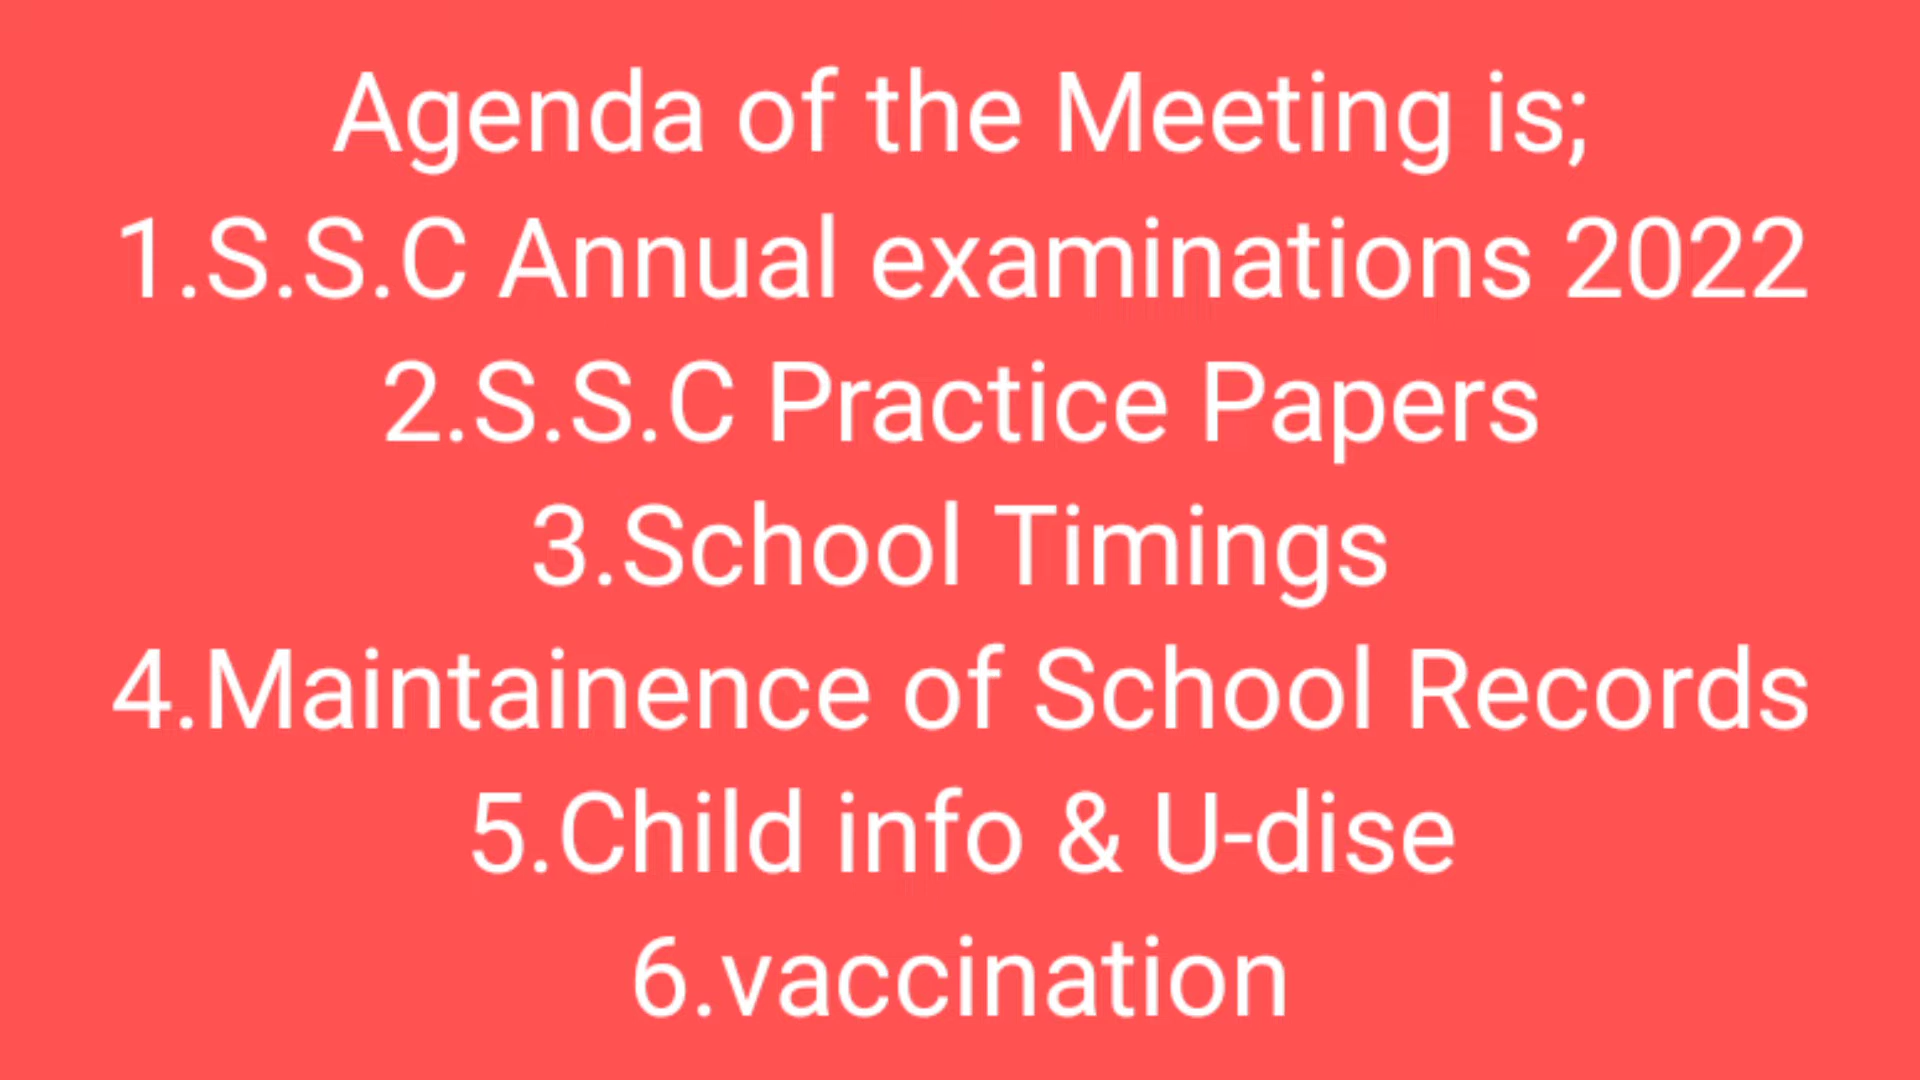 Agenda of the Meeting is;
1.S.S.C Annual examinations 2022
2.S.S.C Practice Papers
3.School Timings
4.Maintainence of School Records
5.Child info & U-dise
6.vaccination